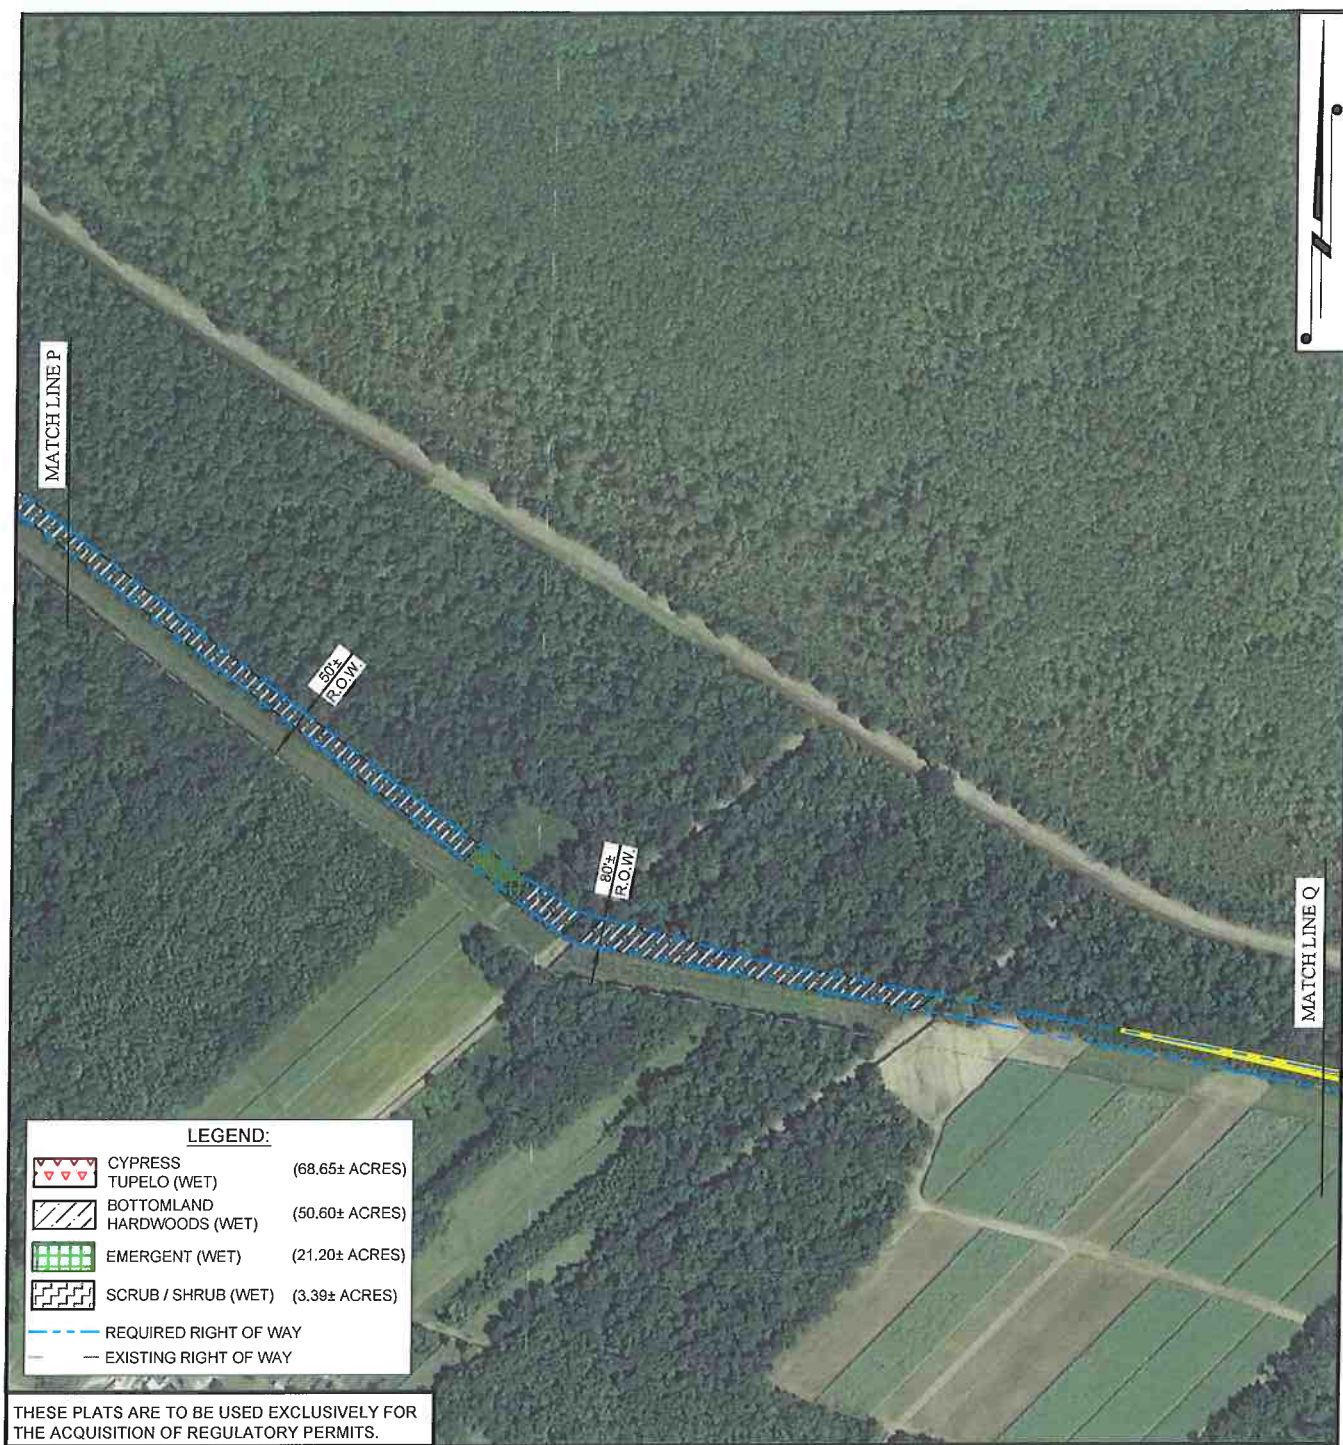 MATCH LINE P
50'±
R.O.W.
80'±
R.O.W.
MATCH LINE Q
LEGEND:
CYPRESS
TUPELO (WET) (68.65± ACRES)
BOTTOMLAND
HARDWOODS (WET) (50.60± ACRES)
EMERGENT (WET) (21.20± ACRES)
SCRUB / SHRUB (WET) (3.39± ACRES)
REQUIRED RIGHT OF WAY
EXISTING RIGHT OF WAY
THESE PLATS ARE TO BE USED EXCLUSIVELY FOR
THE ACQUISITION OF REGULATORY PERMITS.